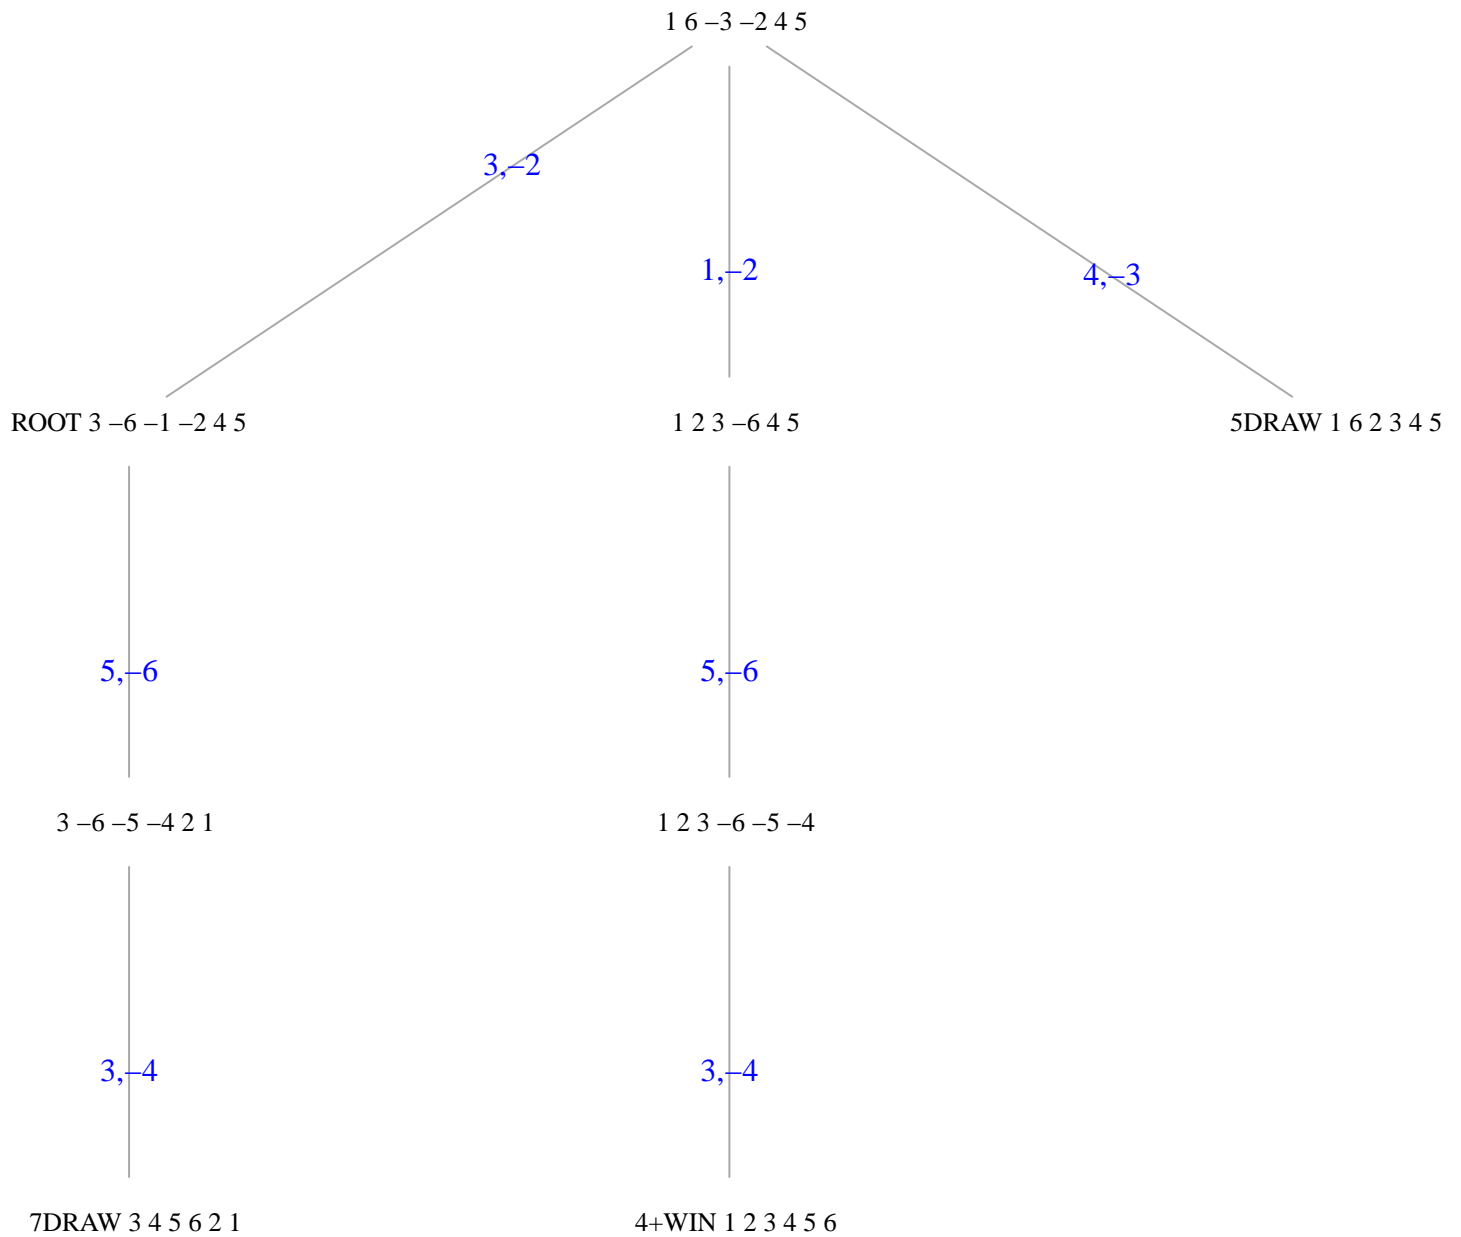 1 6 –3 –2 4 5
3,–2
1,–2
4,–3
ROOT 3 –6 –1 –2 4 5
1 2 3 –6 4 5
5DRAW 1 6 2 3 4 5
5,–6
5,–6
3 –6 –5 –4 2 1
1 2 3 –6 –5 –4
3,–4
3,–4
7DRAW 3 4 5 6 2 1
4+WIN 1 2 3 4 5 6